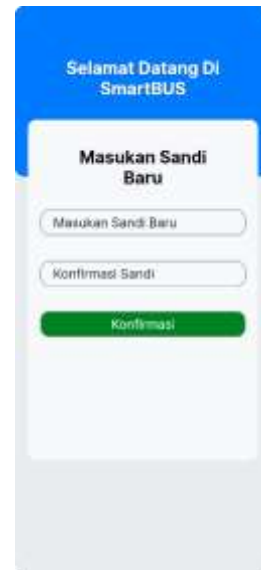 Selamat Datang Di
SmartBUS
Masukan Sandi
Baru
Masukan Sandi Baru
Konfirmasi Sandi
Konfirmasi